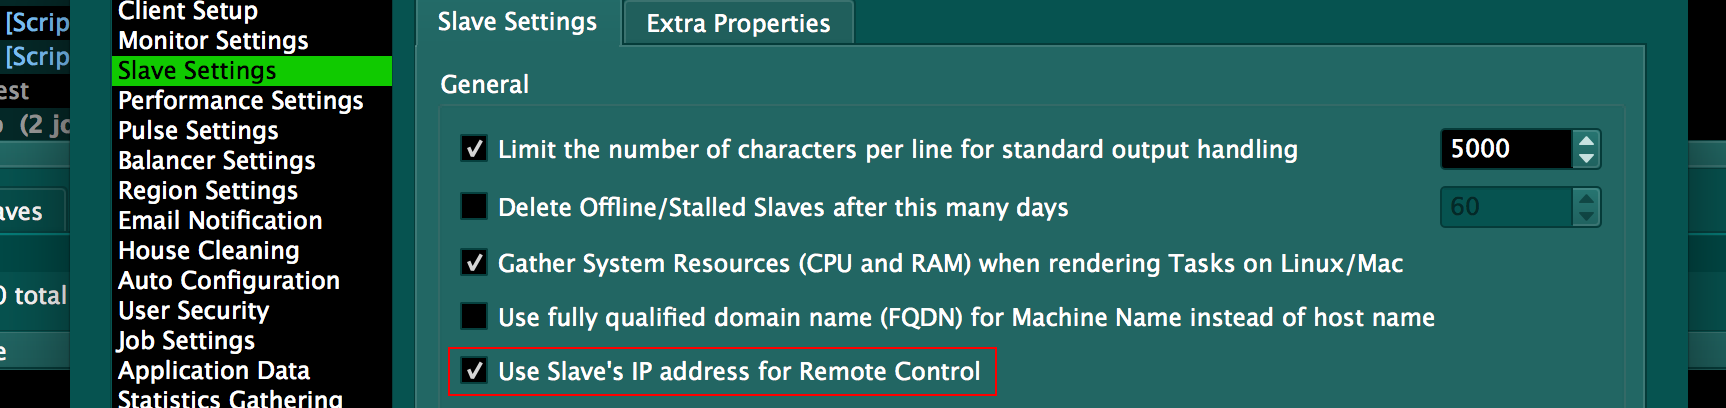 [Scrip
[Scrip
est
(2 jo
aves
0 total
e
Client Setup
Monitor Settings
Slave Settings
Performance Settings
Pulse Settings
Balancer Settings
Region Settings
Email Notification
House Cleaning
Auto Configuration
User Security
Job Settings
Application Data
Statistics Gathering
Slave Settings
Extra Properties
General
Limit the number of characters per line for standard output handling
5000
Delete Offline/Stalled Slaves after this many days
60
Gather System Resources (CPU and RAM) when rendering Tasks on Linux/Mac
Use fully qualified domain name (FQDN) for Machine Name instead of host name
Use Slave's IP address for Remote Control